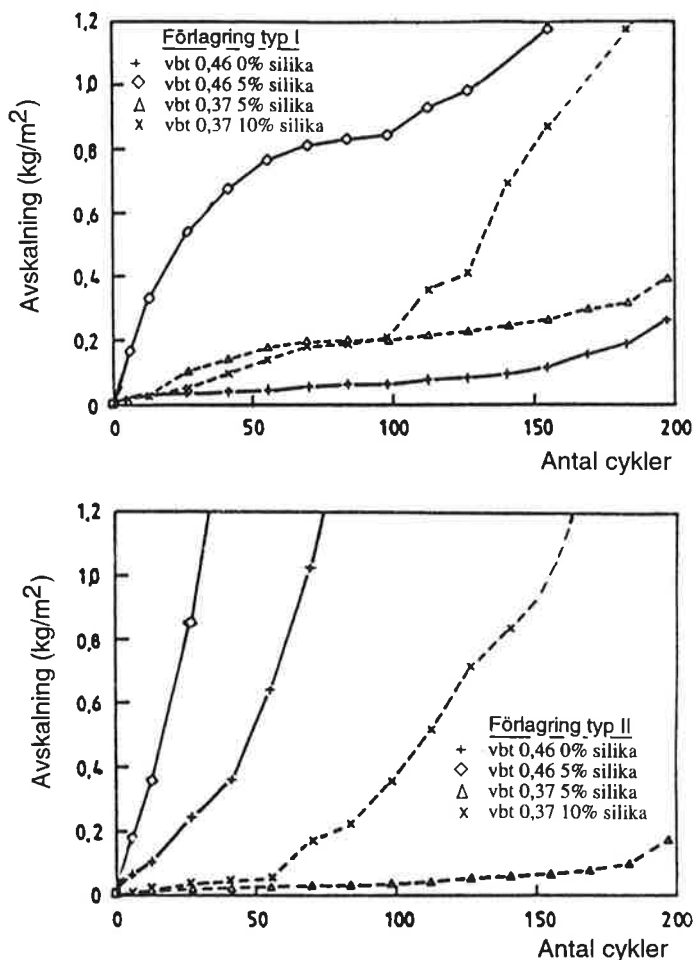 1,2
1,0
0,8
0,6
0,4
0,2
0
Avskalning (kg/m2)
Förlagring typ I
+ vbt 0,46 0% silika
◇ vbt 0,46 5% silika
△ vbt 0,37 5% silika
x vbt 0,37 10% silika
0 50 100 150 200
Antal cykler
1,2
1,0
0,8
0,6
0,4
0,2
0
Avskalning (kg/m2)
Förlagring typ II
+ vbt 0,46 0% silika
◇ vbt 0,46 5% silika
△ vbt 0,37 5% silika
x vbt 0,37 10% silika
0 50 100 150 200
Antal cykler